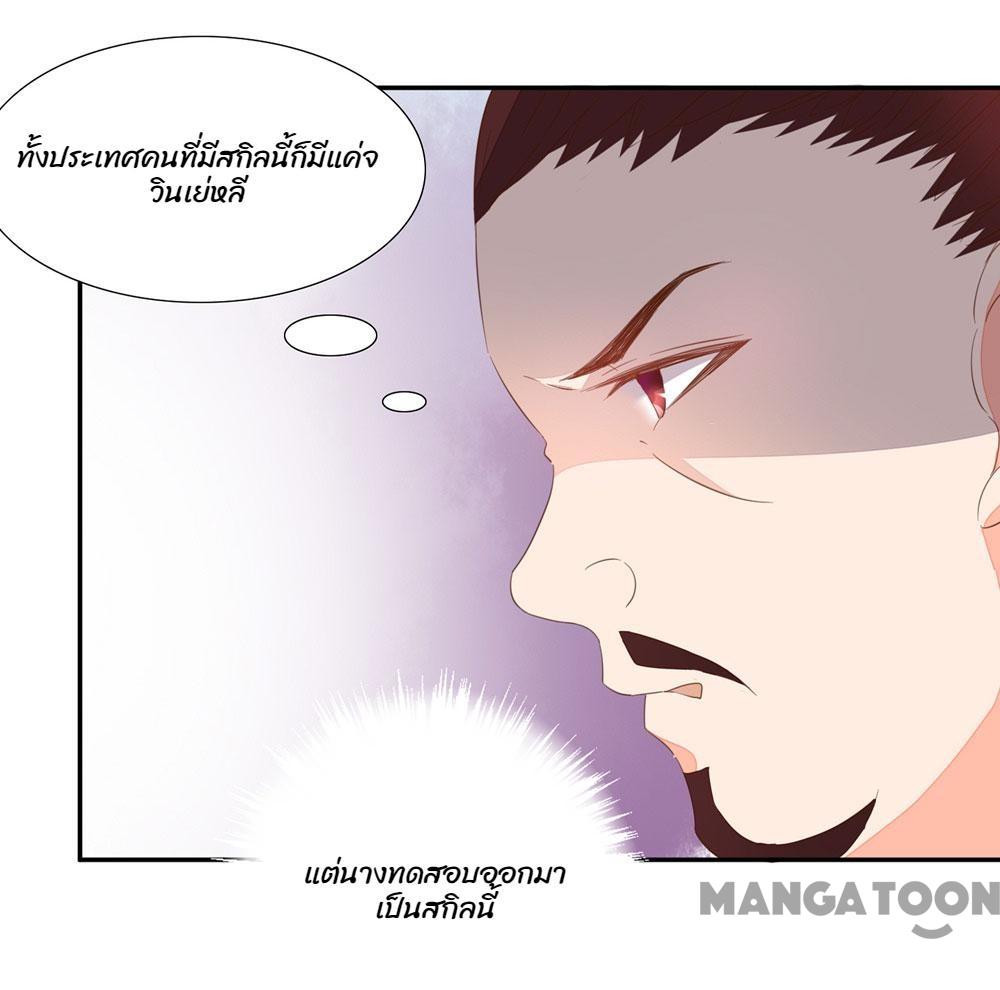 ทั้งประเทศคนที่มีสกิลนี้ก็มีแค่จ
วินเย่หลี
แต่นางทดสอบออกมา
เป็นสกิลนี้
MANGATOON